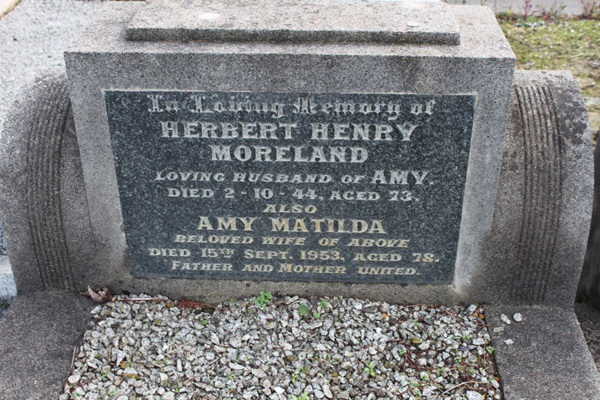 In Loving Memory of
HERBERT HENRY
MORELAND
LOVING HUSBAND OF AMY.
DIED 2-10-44, AGED 73.
ALSO
AMY MATILDA
BELOVED WIFE OF ABOVE
DIED 15TH SEPT. 1953, AGED 78.
FATHER AND MOTHER UNITED.